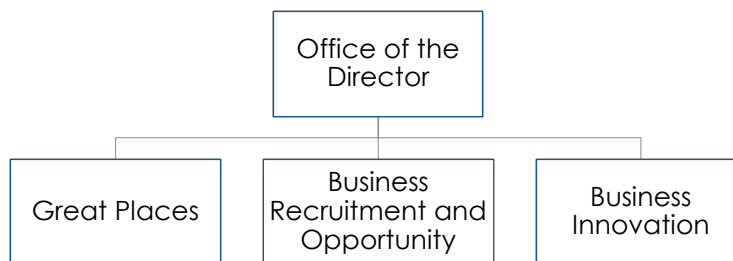 Office of the
Director
Great Places
Business
Recruitment and
Opportunity
Business
Innovation